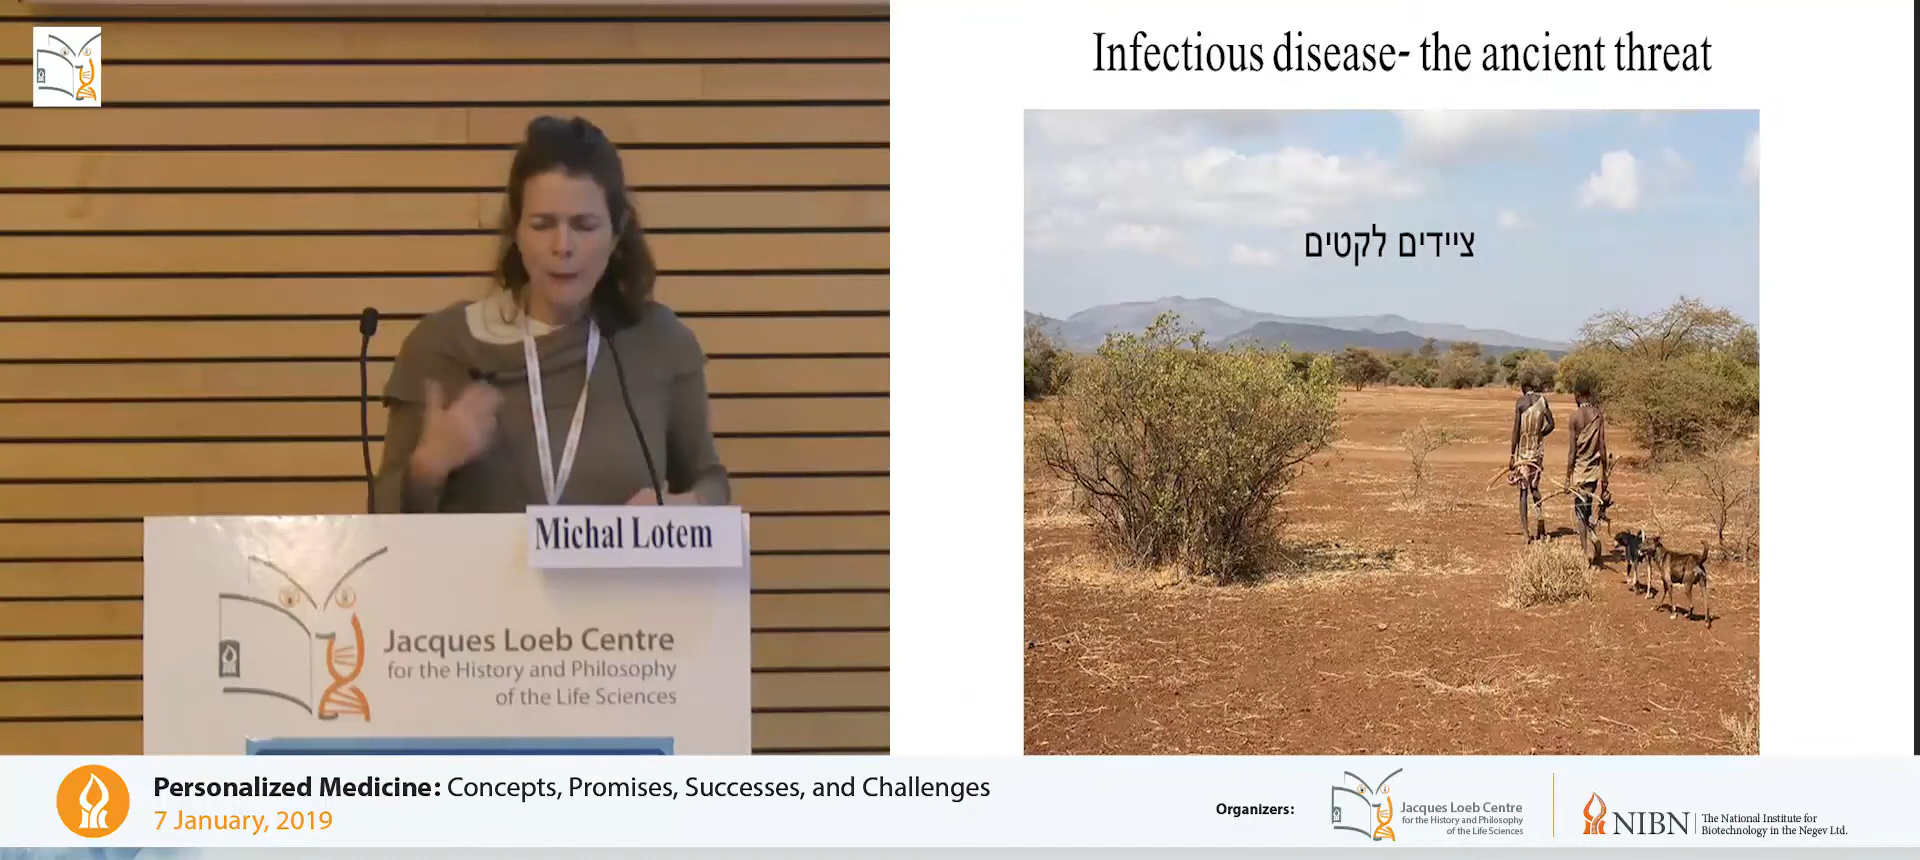 Infectious disease- the ancient threat
ציידים לקטים
Michal Lotem
Jacques Loeb Centre
for the History and Philosophy
of the Life Sciences
Personalized Medicine: Concepts, Promises, Successes, and Challenges
7 January, 2019
Organizers:
Jacques Loeb Centre
for the History and Philosophy
of the Life Sciences
NIBN
The National Institute for
Biotechnology in the Negev Ltd.